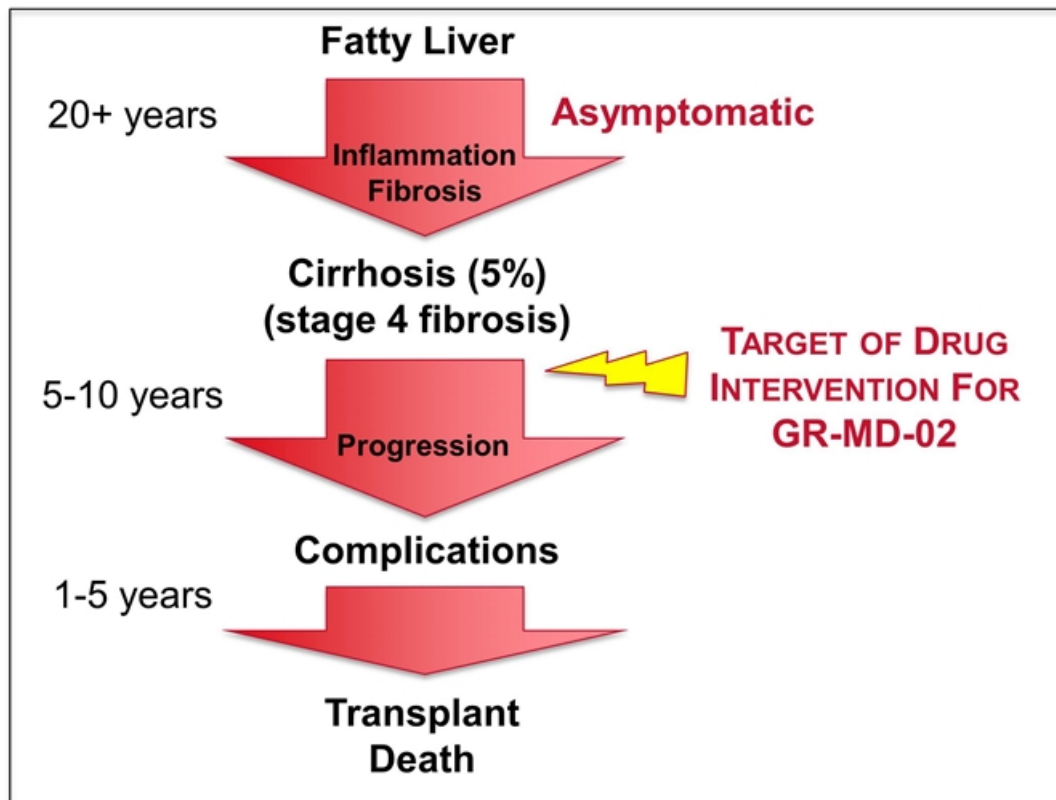 Fatty Liver
20+ years
Asymptomatic
Inflammation
Fibrosis
Cirrhosis (5%)
(stage 4 fibrosis)
TARGET OF DRUG
INTERVENTION FOR
GR-MD-02
5-10 years
Progression
Complications
1-5 years
Transplant
Death